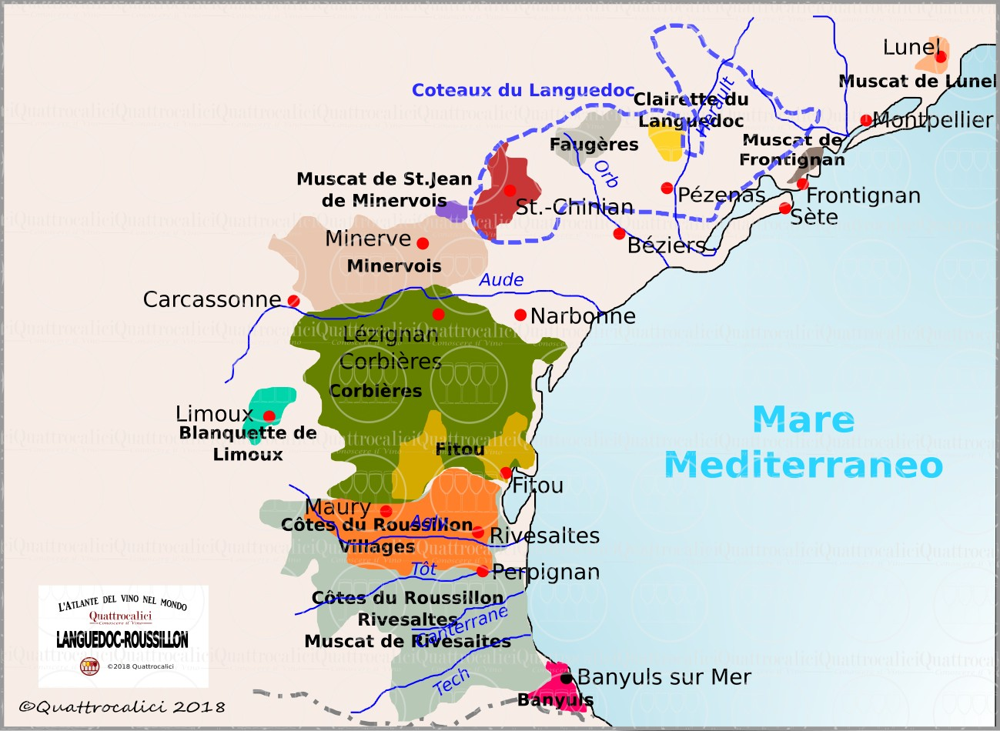 Lunel
Muscat de Lunel
Coteaux du Languedoc
Clairette du
Languedoc
Hérault
Montpellier
Faugères
Muscat de
Frontignan
Orb
Muscat de St.Jean
de Minervois
Pézenas
Frontignan
St.-Chinian
Sète
Minerve
Béziers
Minervois
Aude
Carcassonne
Narbonne
Lézignan
Corbières
Corbières
Limoux
Blanquette de
Limoux
Mare
Mediterraneo
Fitou
Fitou
Maury
Côtes du Roussillon
Villages
Agly
Rivesaltes
Tôt
Perpignan
Côtes du Roussillon
Rivesaltes
Muscat de Rivesaltes
Canterrane
Tech
Banyuls sur Mer
Banyuls
L'ATLANTE DEL VINO NEL MONDO
Quattrocalici
Conoscere il Vino
LANGUEDOC-ROUSSILLON
©2018 Quattrocalici
©Quattrocalici 2018